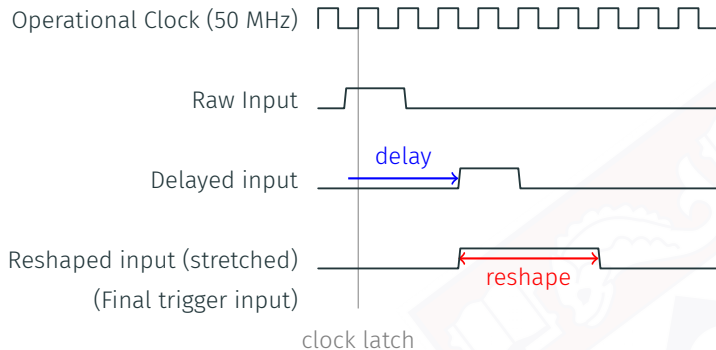 Operational Clock (50 MHz)
Raw Input
delay
Delayed input
Reshaped input (stretched)
reshape
(Final trigger input)
clock latch